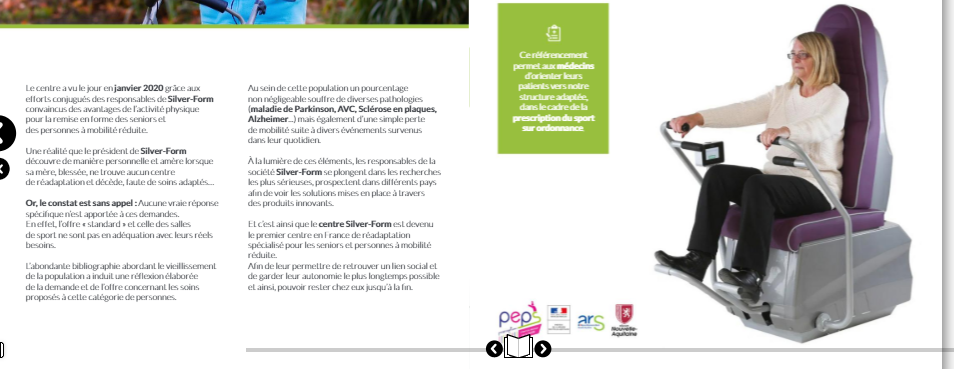 Le centre a vu le jour en janvier 2020 grâce aux
efforts conjugués des responsables de Silver-Form
convaincus des avantages de l'activité physique
pour la remise en forme des seniors et
des personnes à mobilité réduite.
Une réalité que le président de Silver-Form
découvre de manière personnelle et amère lorsque
sa mère, blessée, ne trouve aucun centre
de réadaptation et décède, faute de soins adaptés...
Or, le constat est sans appel : Aucune vraie réponse
spécifique n'est apportée à ces demandes.
En effet, l'offre « standard » et celle des salles
de sport ne sont pas en adéquation avec leurs réels
besoins.
L'abondante bibliographie abordant le vieillissement
de la population a induit une réflexion élaborée
de la demande et de l'offre concernant les soins
proposés à cette catégorie de personnes.
Au sein de cette population un pourcentage
non négligeable souffre de diverses pathologies
(maladie de Parkinson, AVC, Sclérose en plaques,
Alzheimer...) mais également d'une simple perte
de mobilité suite à divers événements survenus
dans leur quotidien.
À la lumière de ces éléments, les responsables de la
société Silver-Form se plongent dans les recherches
les plus sérieuses, prospectent dans différents pays
afin de voir les solutions mises en place à travers
des produits innovants.
Et c'est ainsi que le centre Silver-Form est devenu
le premier centre en France de réadaptation
spécialisé pour les seniors et personnes à mobilité
réduite.
Afin de leur permettre de retrouver un lien social et
de garder leur autonomie le plus longtemps possible
et ainsi, pouvoir rester chez eux jusqu'à la fin.
Ce référencement
permet aux médecins
d'orienter leurs
patients vers notre
structure adaptée,
dans le cadre de la
prescription du sport
sur ordonnance.
peps
ars
Nouvelle-
Aquitaine